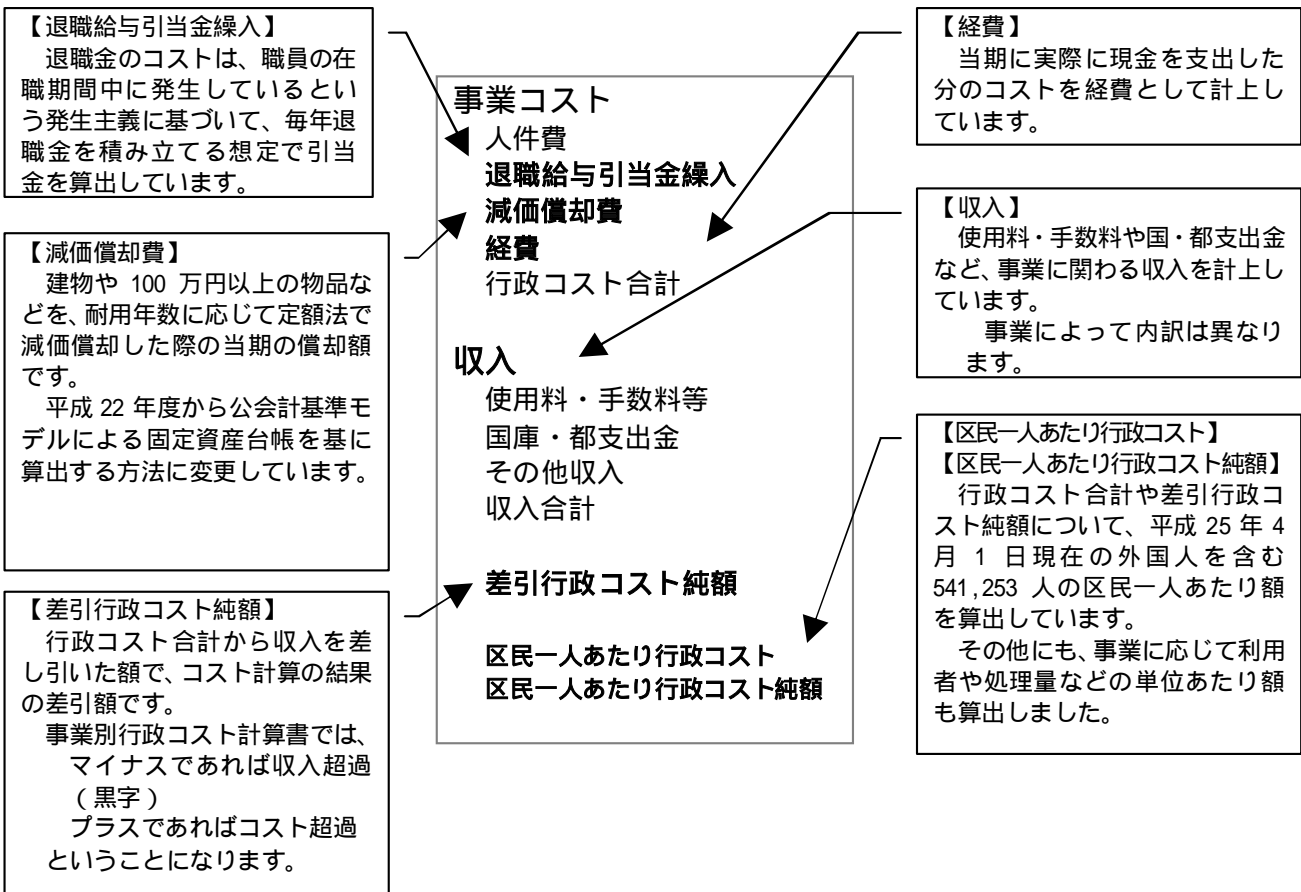 【退職給与引当金繰入】
退職金のコストは、職員の在
職期間中に発生しているとい
う発生主義に基づいて、毎年退
職金を積み立てる想定で引当
金を算出しています。
【減価償却費】
建物や 100 万円以上の物品な
どを、耐用年数に応じて定額法で
減価償却した際の当期の償却額
です。
平成 22 年度から公会計基準モ
デルによる固定資産台帳を基に
算出する方法に変更しています。
【差引行政コスト純額】
行政コスト合計から収入を差
し引いた額で、コスト計算の結果
の差引額です。
事業別行政コスト計算書では、
マイナスであれば収入超過
(黒字)
プラスであればコスト超過
ということになります。
事業コスト
人件費
退職給与引当金繰入
減価償却費
経費
行政コスト合計
収入
使用料・手数料等
国庫・都支出金
その他収入
収入合計
差引行政コスト純額
区民一人あたり行政コスト
区民一人あたり行政コスト純額
【経費】
当期に実際に現金を支出した
分のコストを経費として計上し
ています。
【収入】
使用料・手数料や国・都支出金
など、事業に関わる収入を計上し
ています。
事業によって内訳は異なり
ます。
【区民一人あたり行政コスト】
【区民一人あたり行政コスト純額】
行政コスト合計や差引行政コ
スト純額について、平成 25 年 4
月 1 日現在の外国人を含む
541,253 人の区民一人あたり額
を算出しています。
その他にも、事業に応じて利用
者や処理量などの単位あたり額
も算出しました。